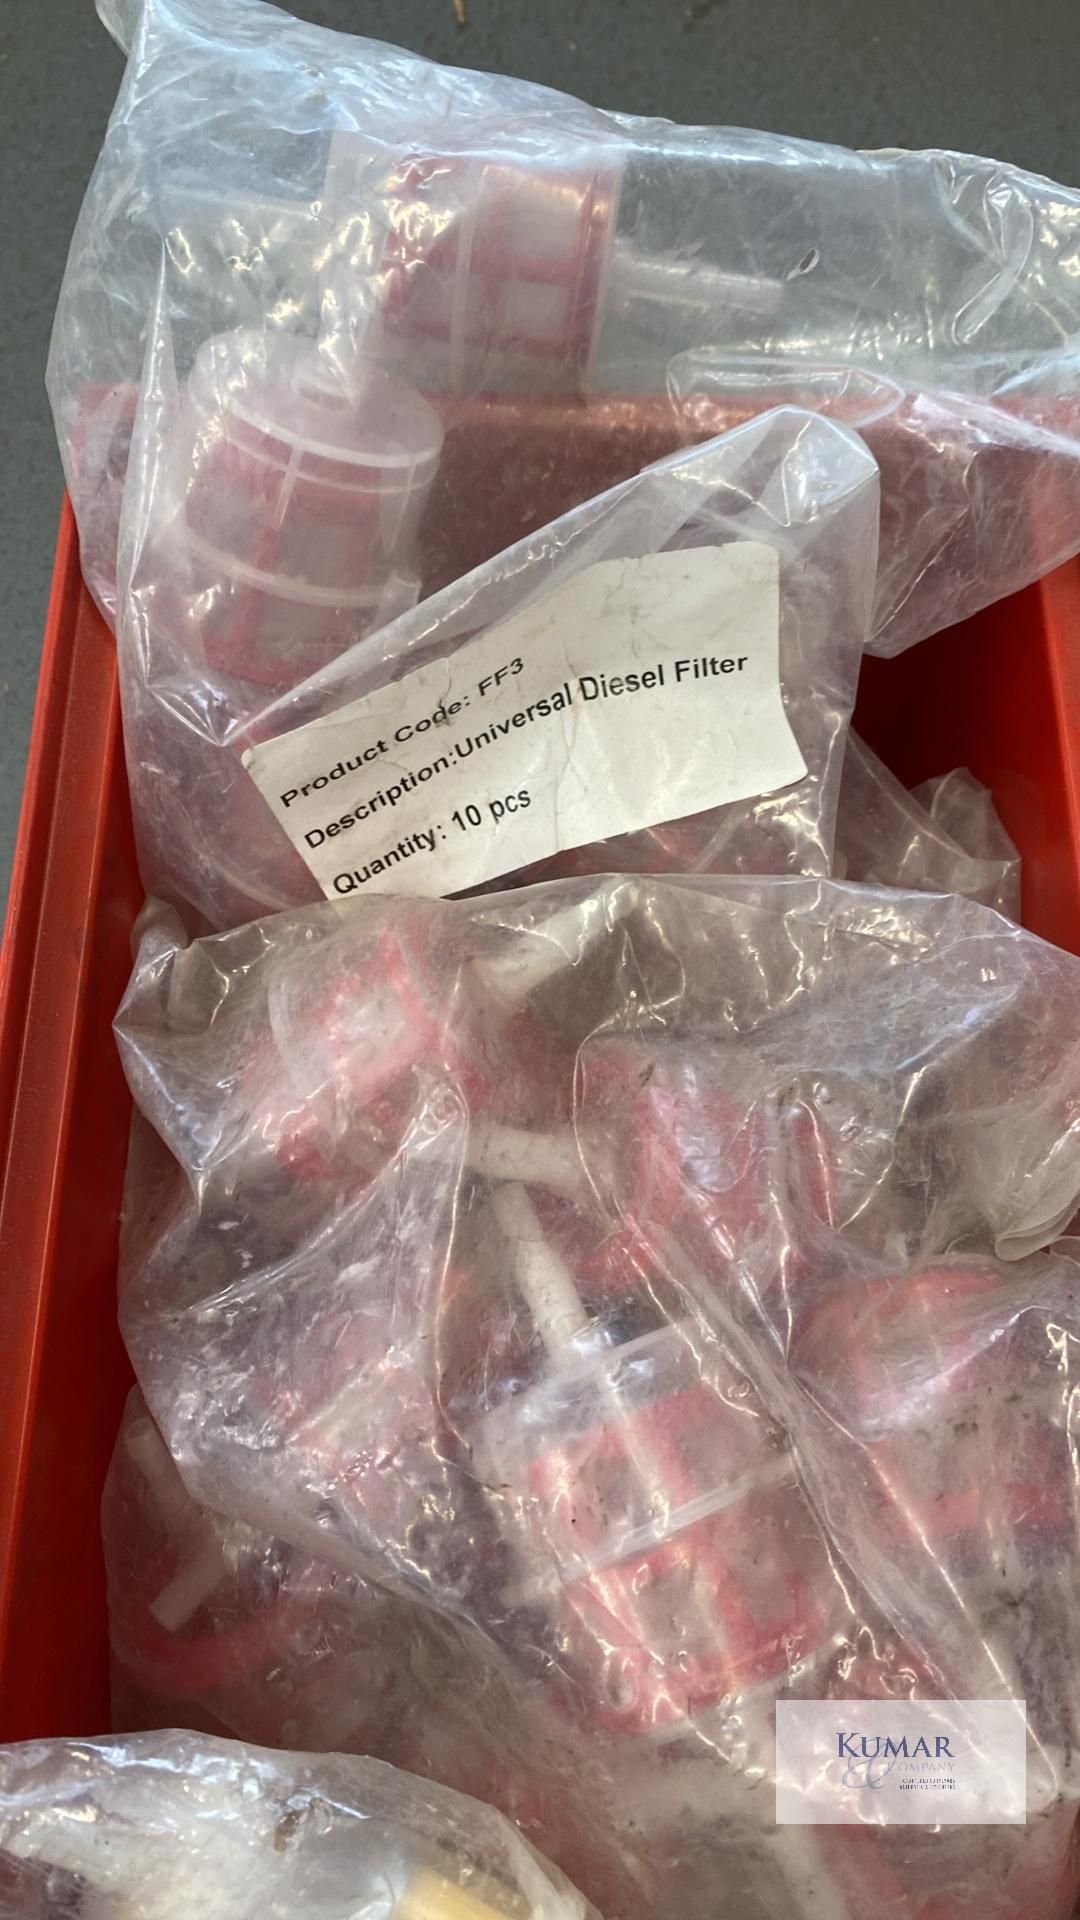 Product Code: FF3
Description:Universal Diesel Filter
Quantity: 10 pcs
KUMAR
& COMPANY